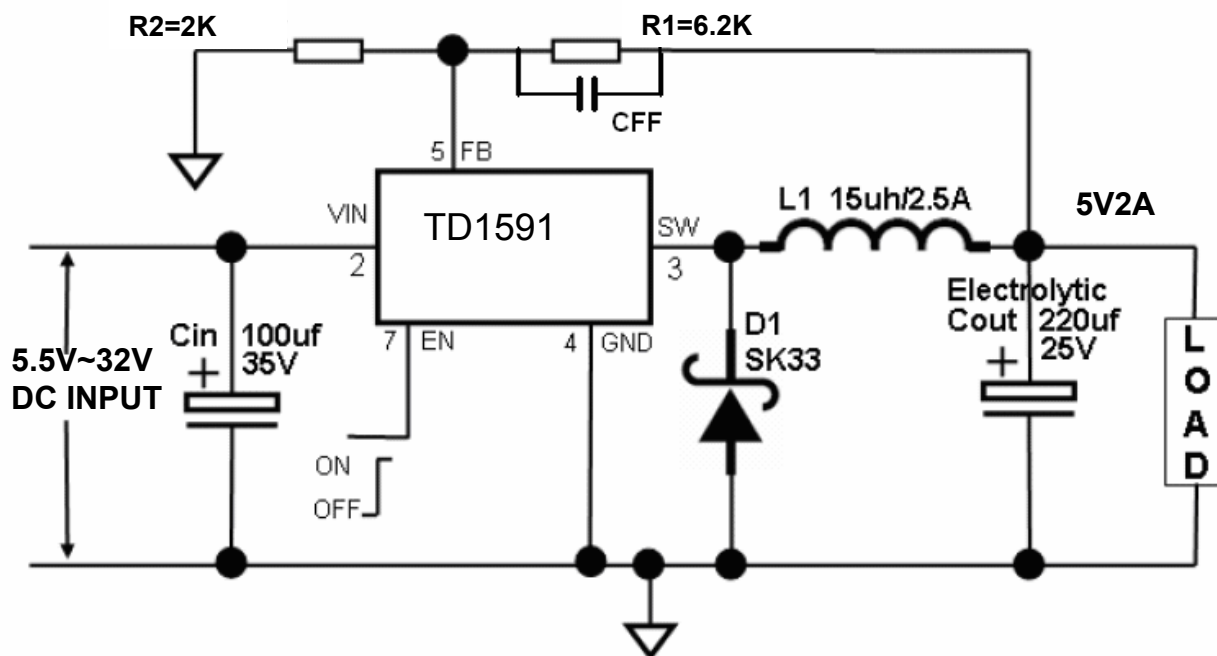 R2=2K
R1=6.2K
CFF
5 FB
VIN
TD1591
SW
L1 15uh/2.5A
5V2A
2
3
Cin 100uf
35V
7 EN
4 GND
D1
SK33
Electrolytic
Cout 220uf
25V
5.5V~32V
DC INPUT
ON
OFF
L
O
A
D
+
+